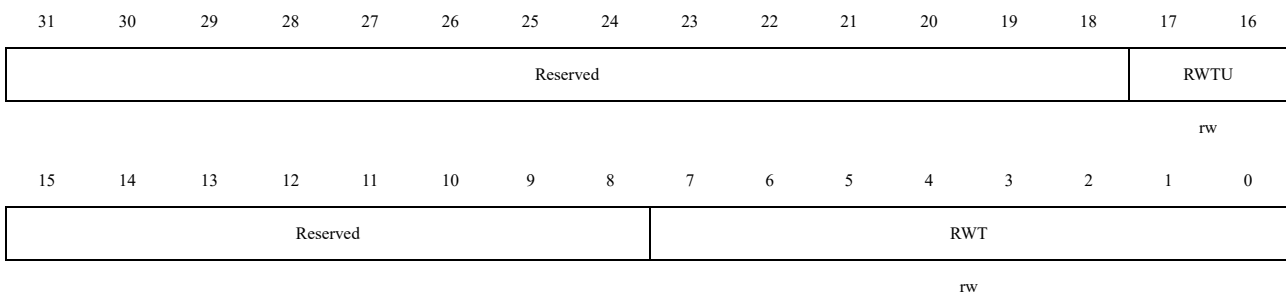 31 30 29 28 27 26 25 24 23 22 21 20 19 18 17 16
Reserved RWTU
rw
15 14 13 12 11 10 9 8 7 6 5 4 3 2 1 0
Reserved RWT
rw